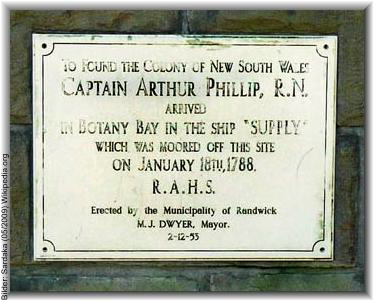 To Found the Colony of New South Wales
Captain Arthur Phillip, R.N.
arrived
in Botany Bay in the ship "Supply"
which was moored off this site
on January 18th, 1788.
R.A.H.S.
Erected by the Municipality of Randwick
M.J. DWYER, Mayor.
2-12-53
Bilder: Sardaka (05/2009) Wikipedia.org